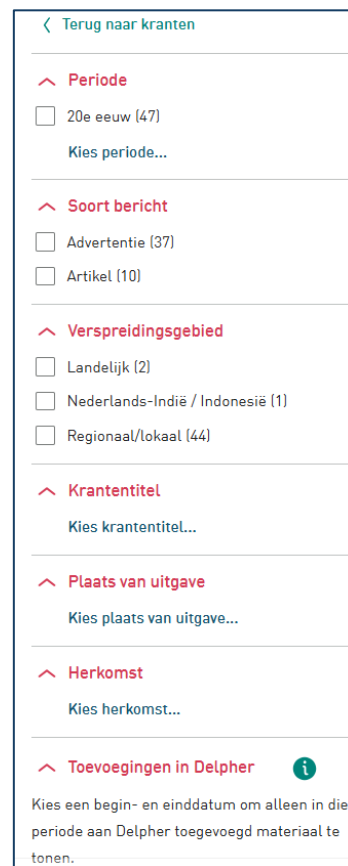 Terug naar kranten
Periode
20e eeuw (47)
Kies periode...
Soort bericht
Advertentie (37)
Artikel (10)
Verspreidingsgebied
Landelijk (2)
Nederlands-Indië / Indonesië (1)
Regionaal/lokaal (44)
Krantentitel
Kies krantentitel...
Plaats van uitgave
Kies plaats van uitgave...
Herkomst
Kies herkomst...
Toevoegingen in Delpher i
Kies een begin- en einddatum om alleen in die
periode aan Delpher toegevoegd materiaal te
tonen.